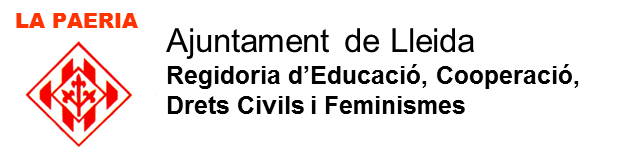 LA PAERIA
Ajuntament de Lleida
Regidoria d’Educació, Cooperació,
Drets Civils i Feminismes